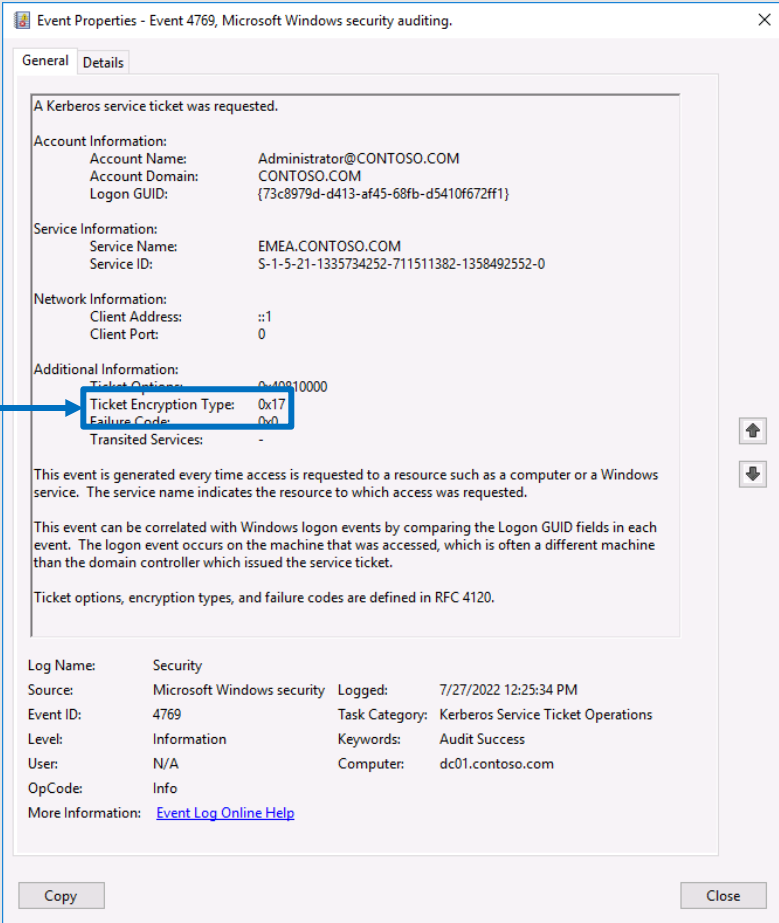 Event Properties - Event 4769, Microsoft Windows security auditing.
General Details
A Kerberos service ticket was requested.
Account Information:
Account Name: Administrator@CONTOSO.COM
Account Domain: CONTOSO.COM
Logon GUID: {73c8979d-d413-af45-68fb-d5410f672ff1}
Service Information:
Service Name: EMEA.CONTOSO.COM
Service ID: S-1-5-21-1335734252-711511382-1358492552-0
Network Information:
Client Address: ::1
Client Port: 0
Additional Information:
Ticket Options: 0x40810000
Ticket Encryption Type: 0x17
Failure Code: 0x0
Transited Services: -
This event is generated every time access is requested to a resource such as a computer or a Windows
service. The service name indicates the resource to which access was requested.
This event can be correlated with Windows logon events by comparing the Logon GUID fields in each
event. The logon event occurs on the machine that was accessed, which is often a different machine
than the domain controller which issued the service ticket.
Ticket options, encryption types, and failure codes are defined in RFC 4120.
Log Name: Security
Source: Microsoft Windows security Logged: 7/27/2022 12:25:34 PM
Event ID: 4769 Task Category: Kerberos Service Ticket Operations
Level: Information Keywords: Audit Success
User: N/A Computer: dc01.contoso.com
OpCode: Info
More Information: Event Log Online Help
Copy Close